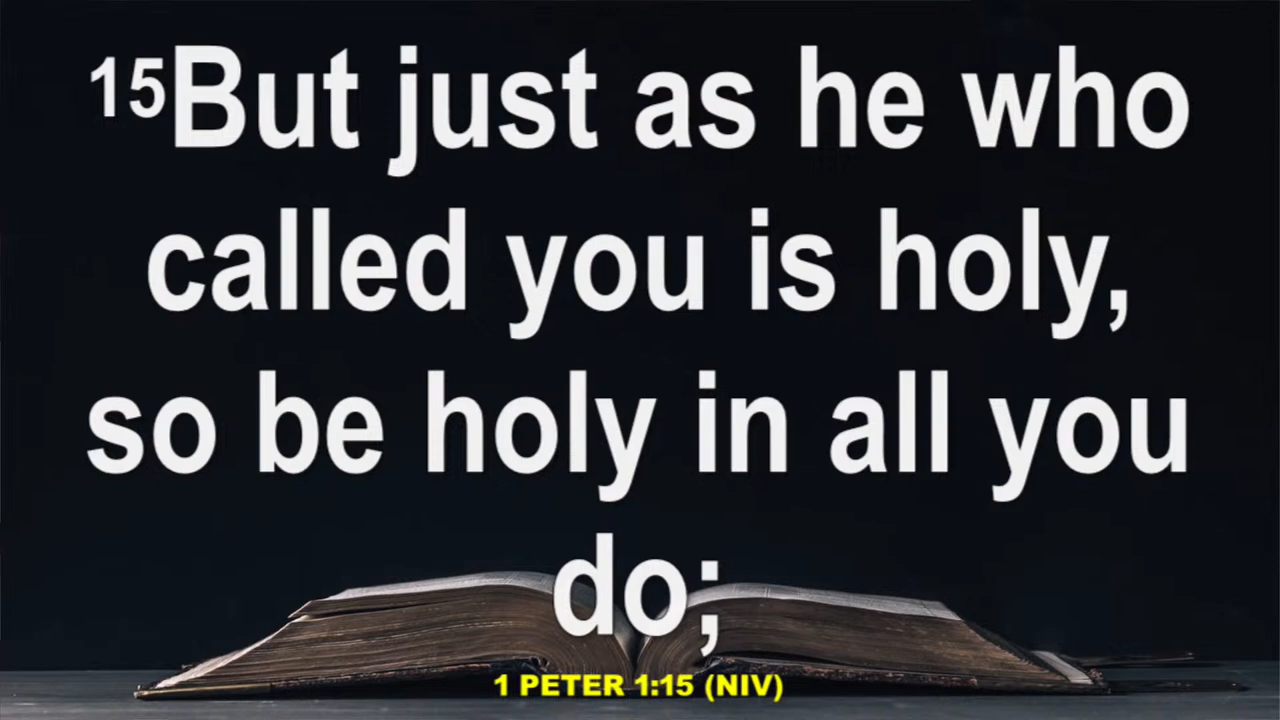 15But just as he who
called you is holy,
so be holy in all you
do;
1 PETER 1:15 (NIV)